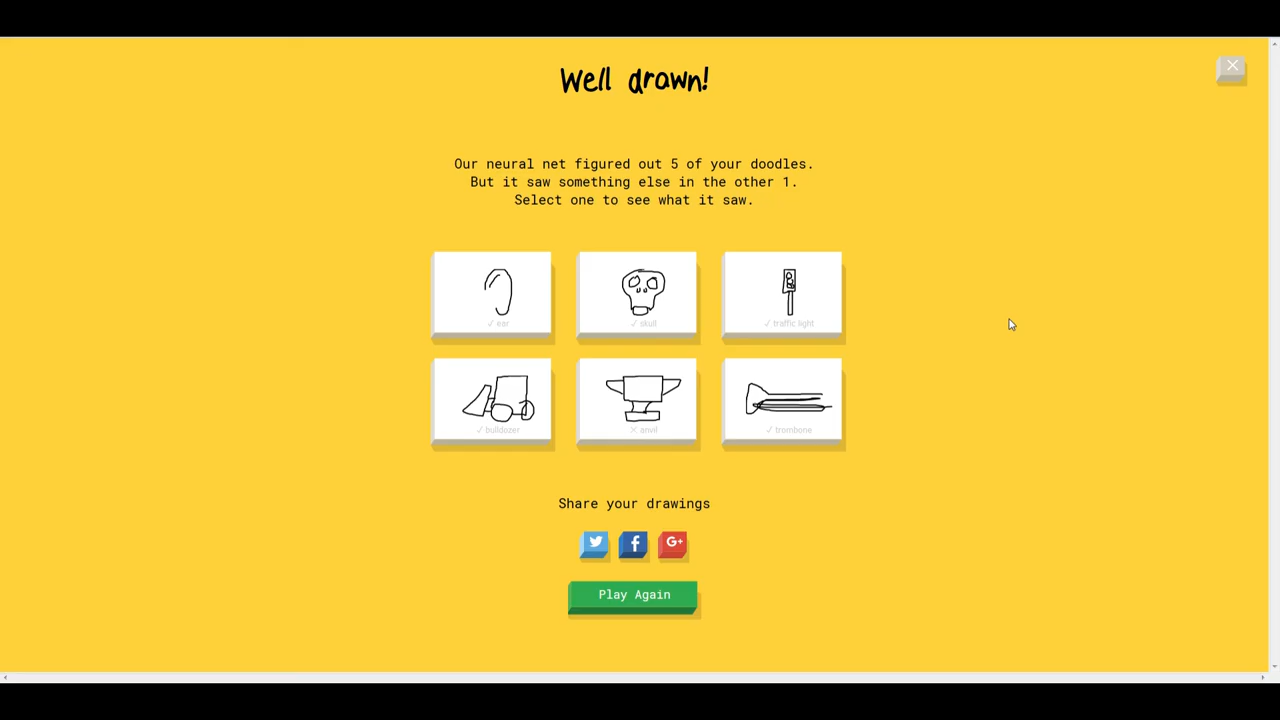 Well drawn!
Our neural net figured out 5 of your doodles.
But it saw something else in the other 1.
Select one to see what it saw.
✓ ear
✓ skull
✓ traffic light
✓ bulldozer
✕ anvil
✓ trombone
Share your drawings
f
G+
Play Again